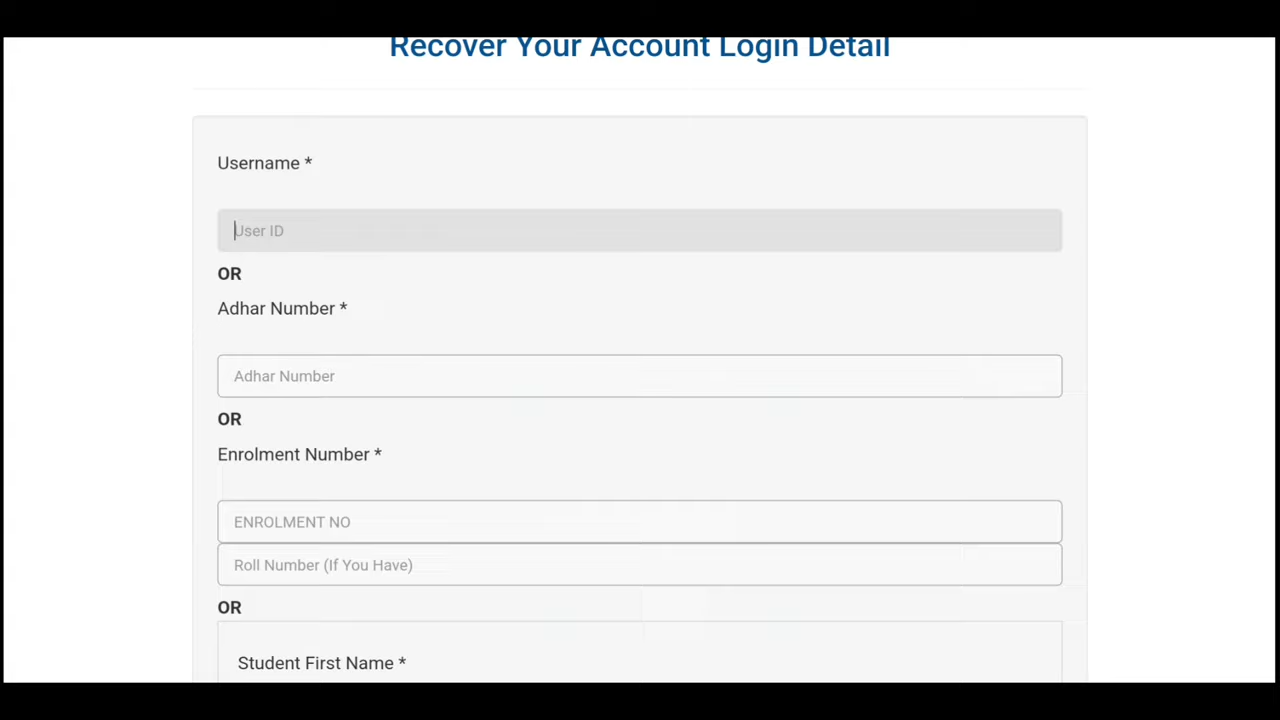 Recover Your Account Login Detail
Username *
User ID
OR
Adhar Number *
Adhar Number
OR
Enrolment Number *
ENROLMENT NO
Roll Number (If You Have)
OR
Student First Name *